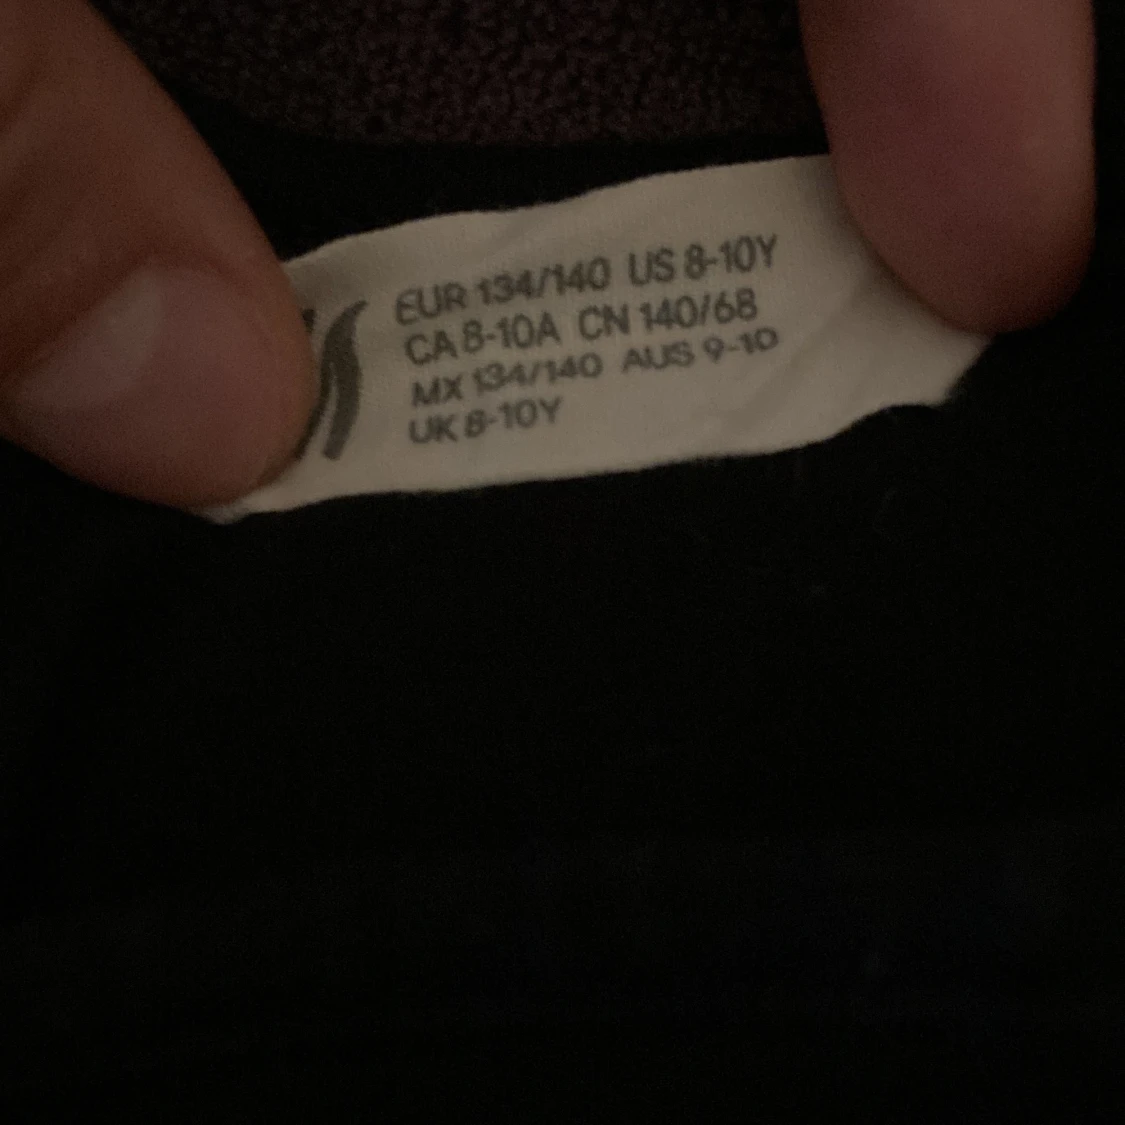 EUR 134/140 US 8-10Y
CA 8-10A CN 140/68
MX 134/140 AUS 9-10
UK 8-10Y